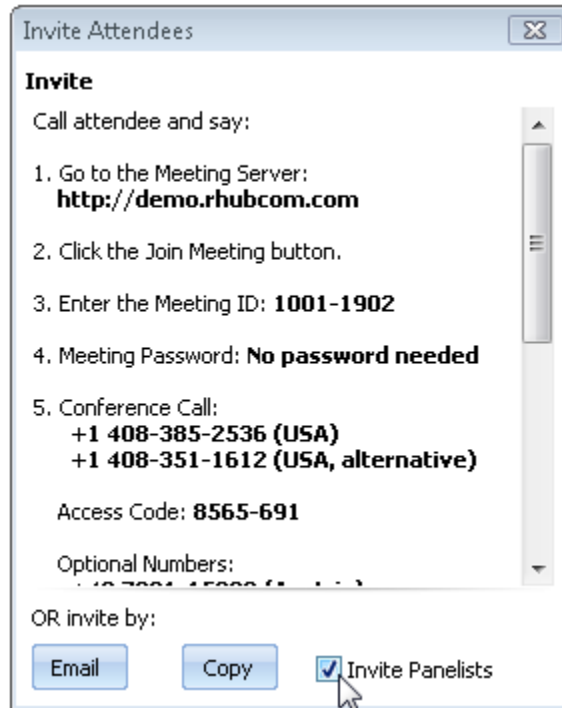 Invite Attendees
Invite
Call attendee and say:
1. Go to the Meeting Server:
http://demo.rhubcom.com
2. Click the Join Meeting button.
3. Enter the Meeting ID: 1001-1902
4. Meeting Password: No password needed
5. Conference Call:
+1 408-385-2536 (USA)
+1 408-351-1612 (USA, alternative)
Access Code: 8565-691
Optional Numbers:
OR invite by:
Email Copy Invite Panelists